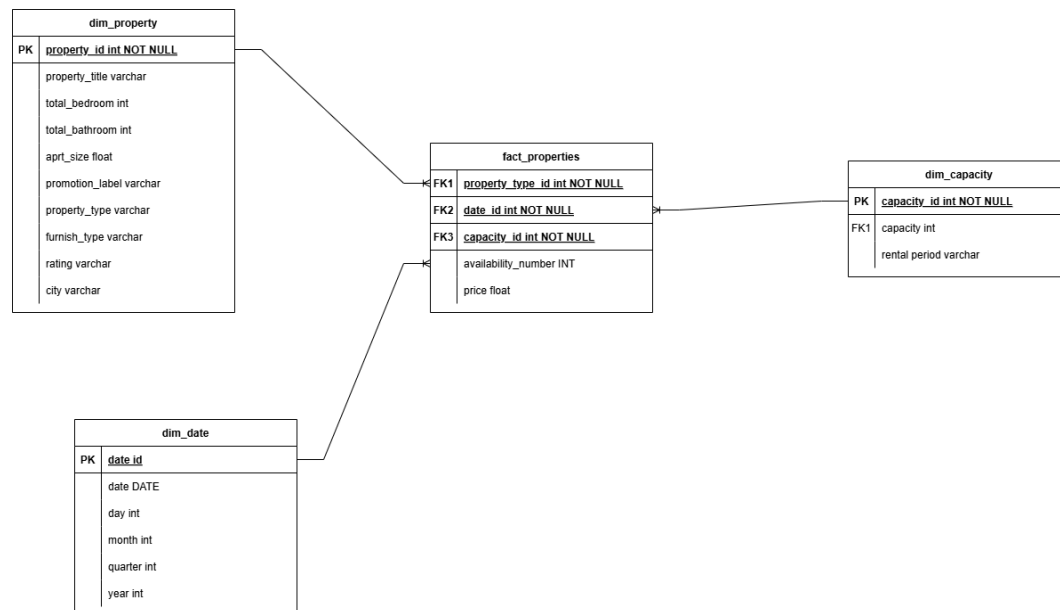 dim_property
PK property_id int NOT NULL
property_title varchar
total_bedroom int
total_bathroom int
aprt_size float
promotion_label varchar
property_type varchar
furnish_type varchar
rating varchar
city varchar
fact_properties
FK1 property_type_id int NOT NULL
FK2 date_id int NOT NULL
FK3 capacity_id int NOT NULL
availability_number INT
price float
dim_capacity
PK capacity_id int NOT NULL
FK1 capacity int
rental period varchar
dim_date
PK date id
date DATE
day int
month int
quarter int
year int